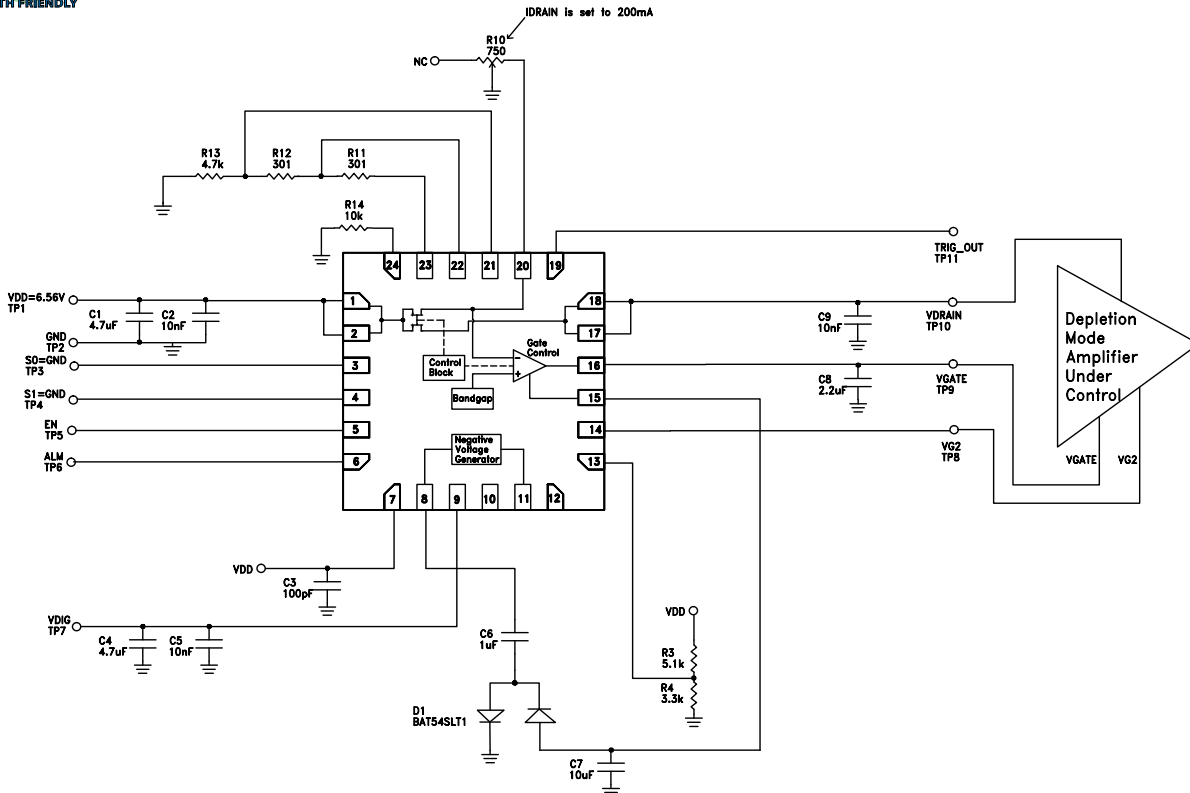 TH FRIENDLY
IDRAIN is set to 200mA
R10
750
NC
R13
4.7k
R12
301
R11
301
R14
10k
24
23
22
21
20
19
TRIG_OUT
TP11
VDD=6.56V
TP1
C1
4.7uF
C2
10nF
GND
TP2
S0=GND
TP3
S1=GND
TP4
EN
TP5
ALM
TP6
1
2
3
4
5
6
Control
Block
Gate
Control
Bandgap
Negative
Voltage
Generator
18
17
16
15
14
13
C9
10nF
VDRAIN
TP10
C8
2.2uF
VGATE
TP9
VG2
TP8
Depletion
Mode
Amplifier
Under
Control
VGATE
VG2
7
8
9
10
11
12
VDD
C3
100pF
VDIG
TP7
C4
4.7uF
C5
10nF
C6
1uF
VDD
R3
5.1k
R4
3.3k
D1
BAT54SLT1
C7
10uF